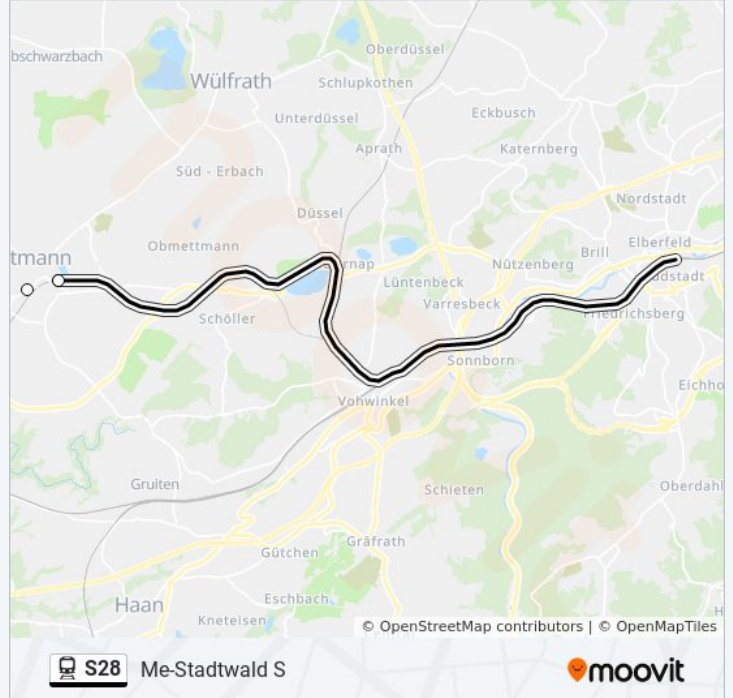 Oberdüssel
bschwarzbach
Wülfrath
Schlupkothen
Eckbusch
Unterdüssel
Aprath
Katernberg
Süd - Erbach
Nordstadt
Düssel
Obmettmann
Elberfeld
Brill
tmann
rnap
Nützenberg
dstadt
Lüntenbeck
Varresbeck
Schöller
Friedrichsberg
Sonnborn
Eichho
Vohwinkel
Gruiten
Schieten
Oberdahl
Gräfrath
Gütchen
Haan
Eschbach
Kneteisen
© OpenStreetMap contributors | © OpenMapTiles
S28 Me-Stadtwald S
moovit